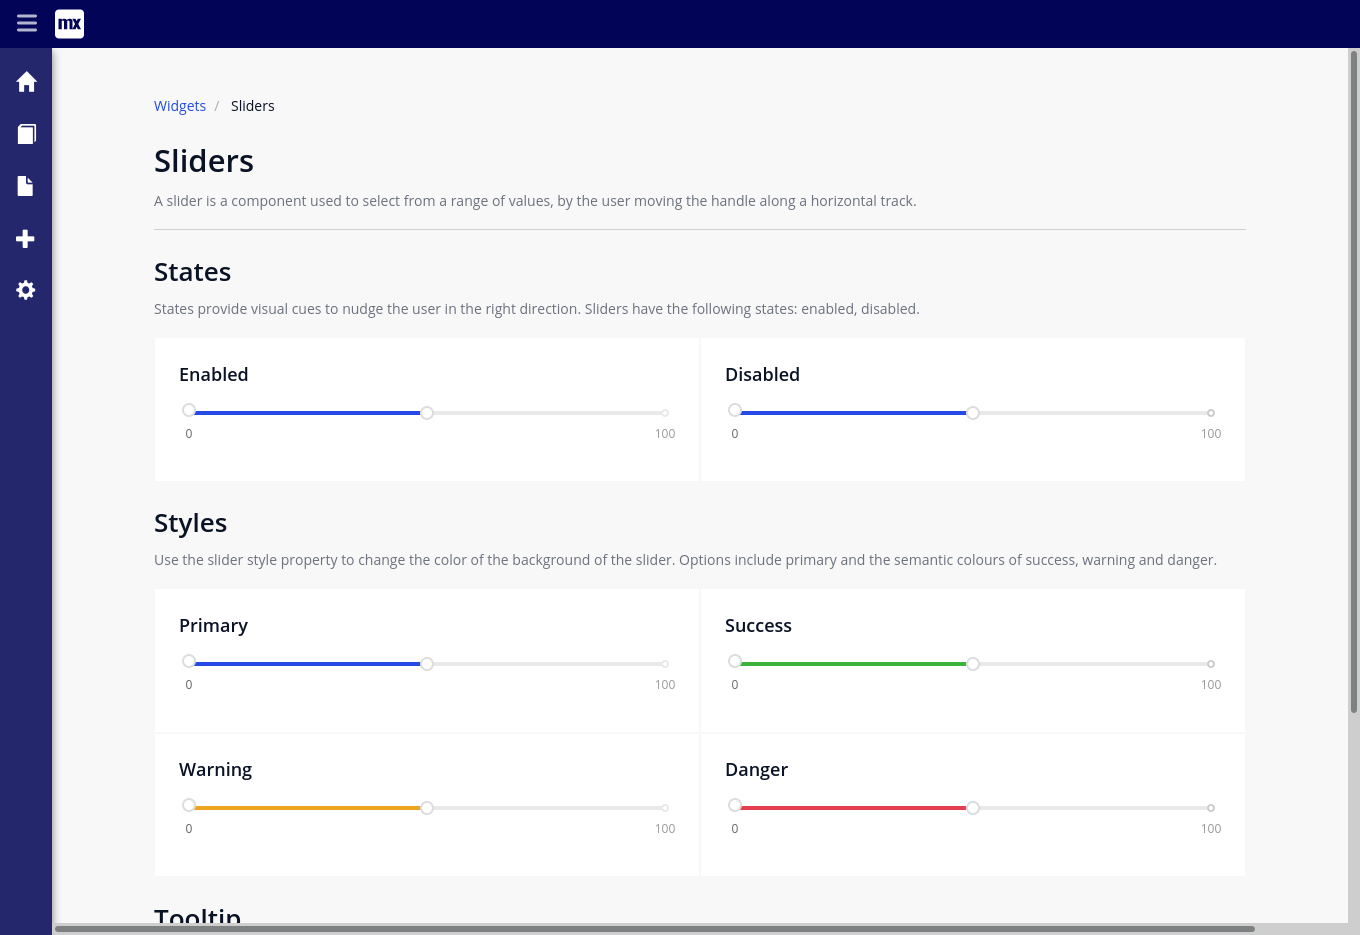 mx
Widgets / Sliders
Sliders
A slider is a component used to select from a range of values, by the user moving the handle along a horizontal track.
States
States provide visual cues to nudge the user in the right direction. Sliders have the following states: enabled, disabled.
Enabled
0 100
Disabled
0 100
Styles
Use the slider style property to change the color of the background of the slider. Options include primary and the semantic colours of success, warning and danger.
Primary
0 100
Success
0 100
Warning
0 100
Danger
0 100
Tooltip